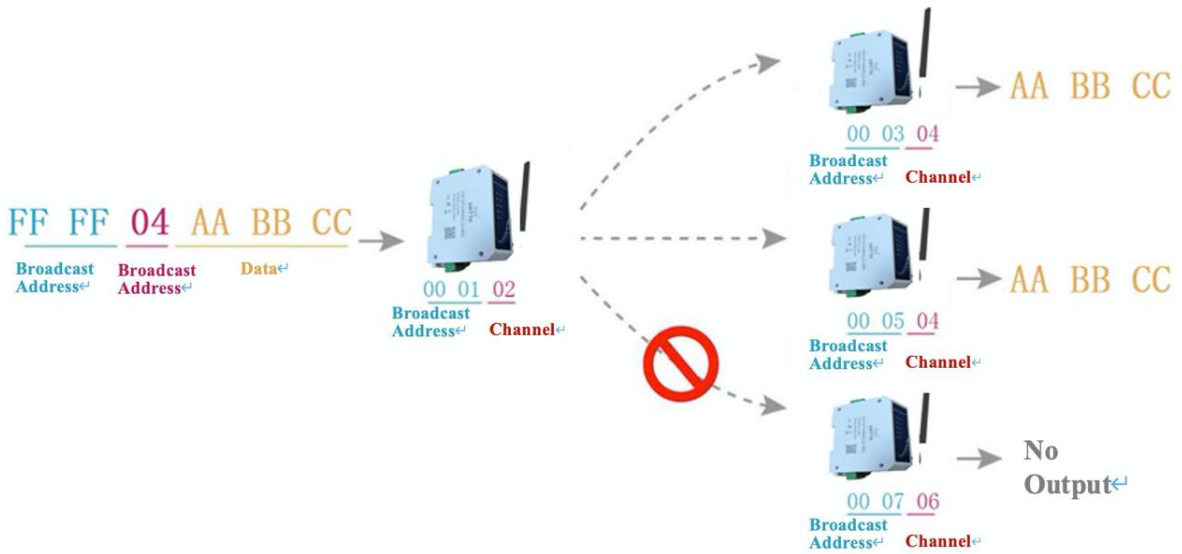 00 03 04
Broadcast
Address↵ Channel↵
AA BB CC
FF FF 04 AA BB CC
Broadcast
Address↵
Broadcast
Address↵
Data↵
00 01 02
Broadcast
Address↵ Channel↵
00 05 04
Broadcast
Address↵ Channel↵
AA BB CC
00 07 06
Broadcast
Address↵ Channel↵
No
Output↵